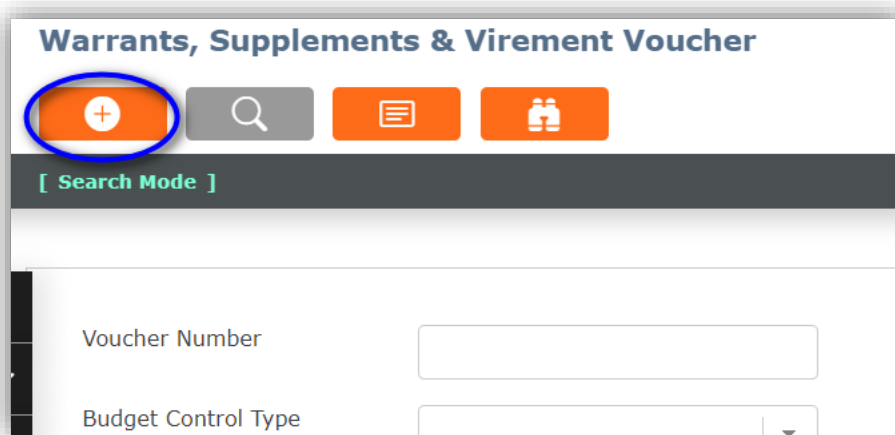 Warrants, Supplements & Virement Voucher
[ Search Mode ]
Voucher Number
Budget Control Type